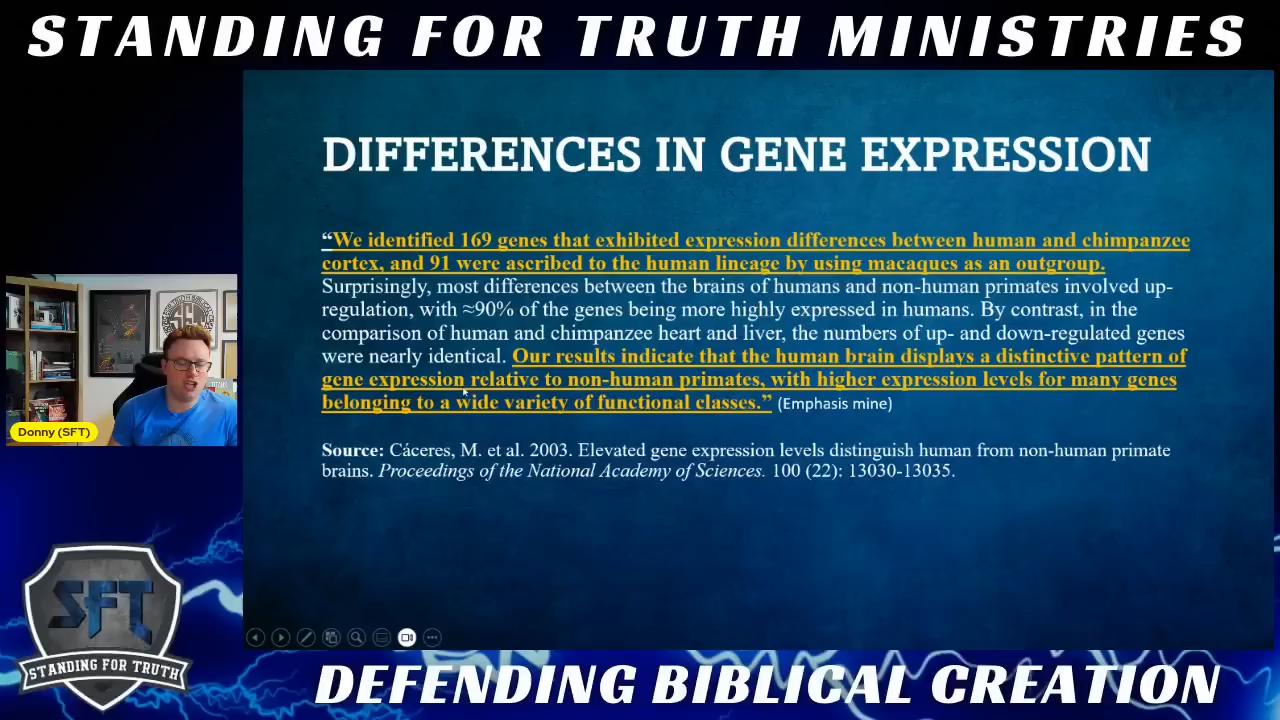 STANDING FOR TRUTH MINISTRIES
DIFFERENCES IN GENE EXPRESSION
“We identified 169 genes that exhibited expression differences between human and chimpanzee
cortex, and 91 were ascribed to the human lineage by using macaques as an outgroup.
Surprisingly, most differences between the brains of humans and non-human primates involved up-
regulation, with ≈90% of the genes being more highly expressed in humans. By contrast, in the
comparison of human and chimpanzee heart and liver, the numbers of up- and down-regulated genes
were nearly identical. Our results indicate that the human brain displays a distinctive pattern of
gene expression relative to non-human primates, with higher expression levels for many genes
belonging to a wide variety of functional classes.” (Emphasis mine)
Source: Cáceres, M. et al. 2003. Elevated gene expression levels distinguish human from non-human primate
brains. Proceedings of the National Academy of Sciences. 100 (22): 13030-13035.
Donny (SFT)
SFT
STANDING FOR TRUTH
DEFENDING BIBLICAL CREATION